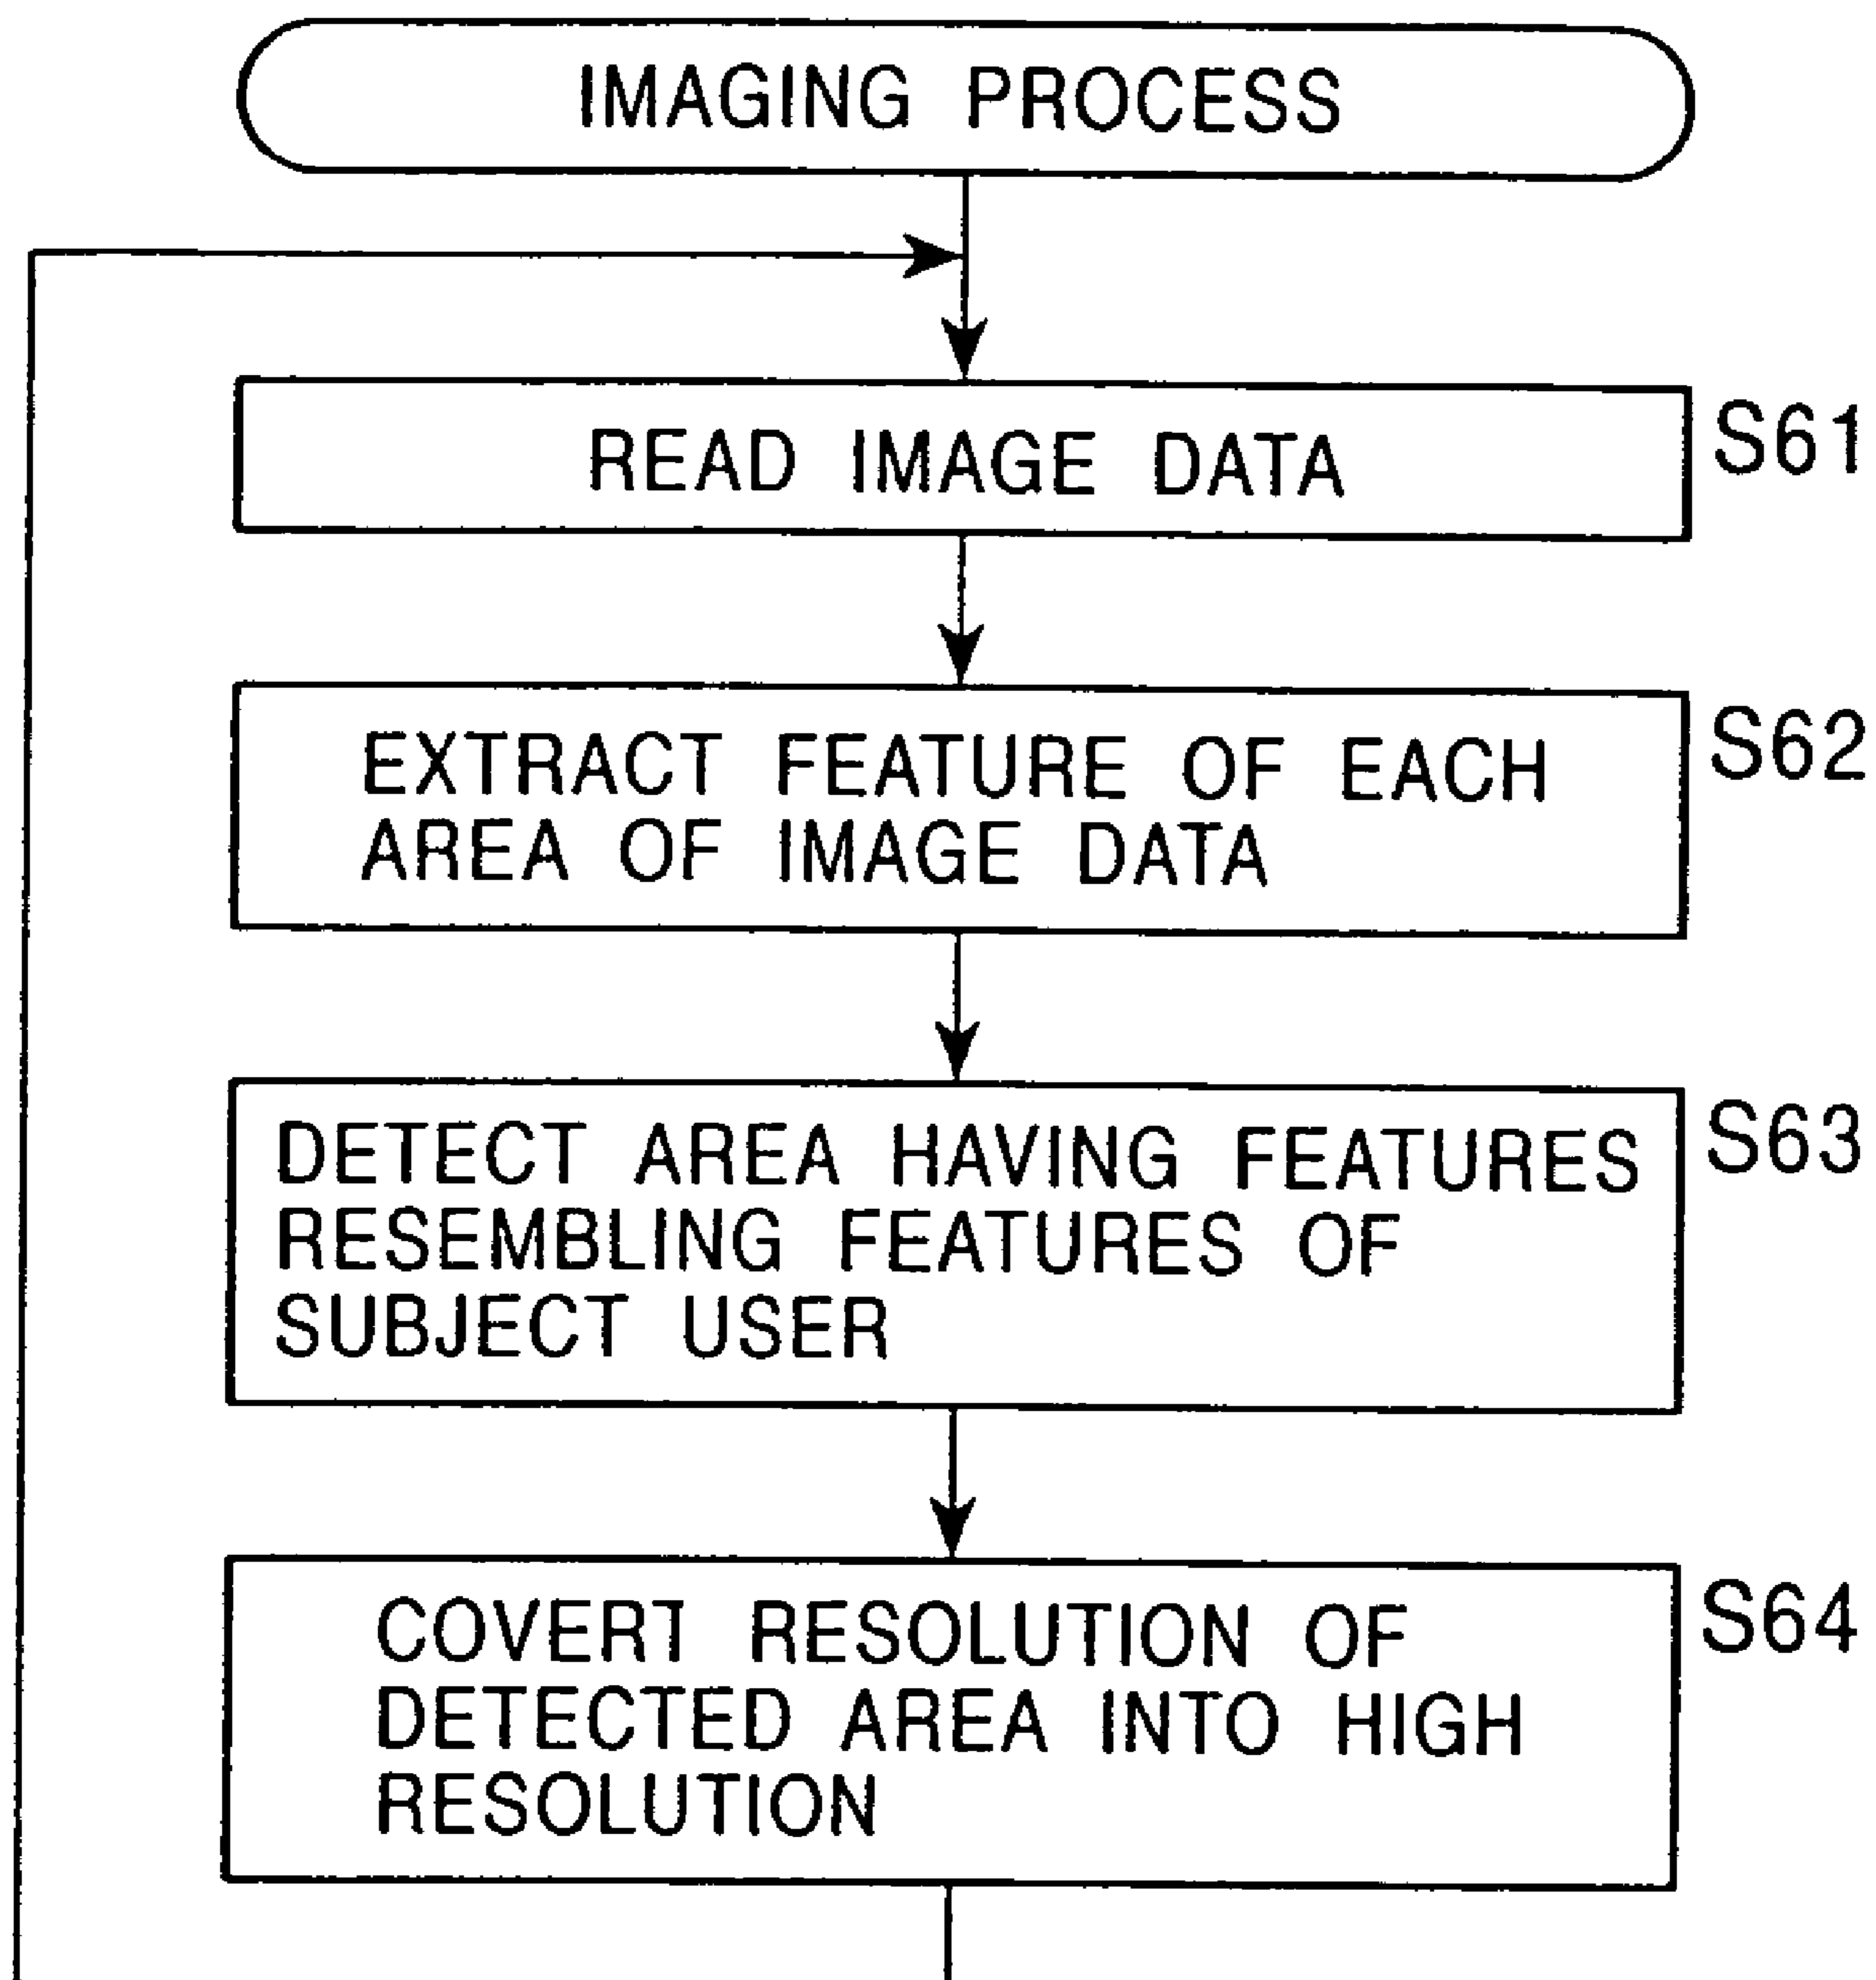 IMAGING PROCESS
READ IMAGE DATA
S61
EXTRACT FEATURE OF EACH
AREA OF IMAGE DATA
S62
DETECT AREA HAVING FEATURES
RESEMBLING FEATURES OF
SUBJECT USER
S63
COVERT RESOLUTION OF
DETECTED AREA INTO HIGH
RESOLUTION
S64